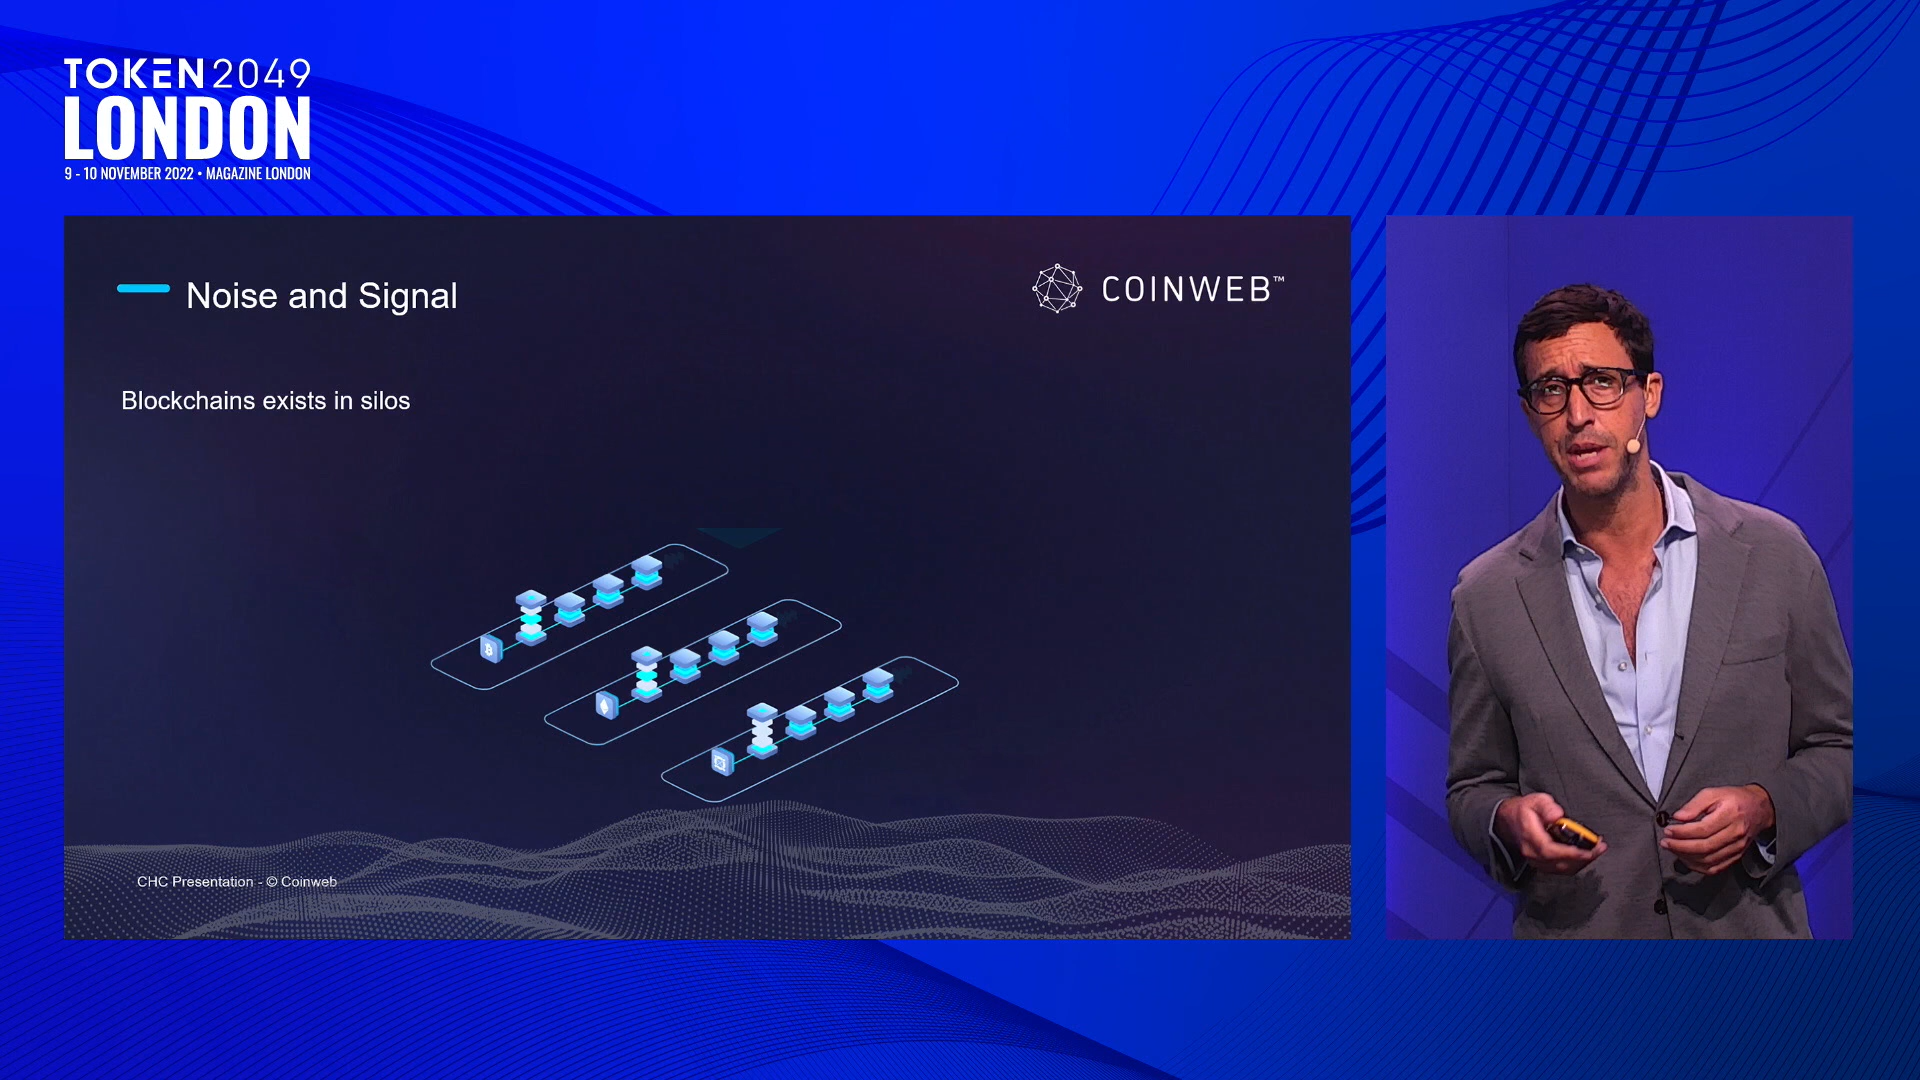 TOKEN2049
LONDON
9 - 10 NOVEMBER 2022 • MAGAZINE LONDON
Noise and Signal
COINWEB™
Blockchains exists in silos
CHC Presentation - © Coinweb